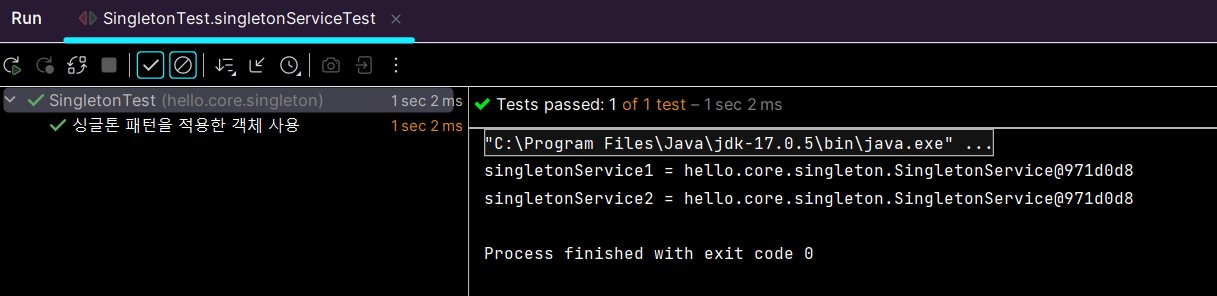 Run
SingletonTest.singletonServiceTest
SingletonTest (hello.core.singleton) 1 sec 2 ms
싱글톤 패턴을 적용한 객체 사용 1 sec 2 ms
Tests passed: 1 of 1 test – 1 sec 2 ms
"C:\Program Files\Java\jdk-17.0.5\bin\java.exe" ...
singletonService1 = hello.core.singleton.SingletonService@971d0d8
singletonService2 = hello.core.singleton.SingletonService@971d0d8
Process finished with exit code 0